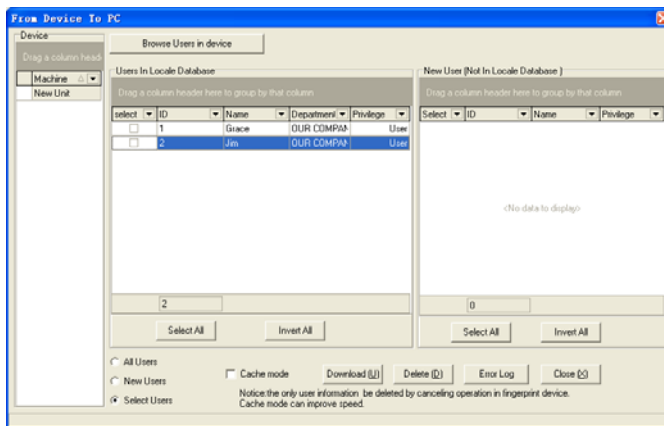 From Device To PC
Device
Drag a column head
Machine
New Unit
Browse Users in device
Users In Locale Database
Drag a column header here to group by that column
select ID Name Department Privilege
1 Grace OUR COMPAN User
2 Jim OUR COMPAN User
2
Select All Invert All
New User (Not In Locale Database )
Drag a column header here to group by that column
Select ID Name Privilege
<No data to display>
0
Select All Invert All
All Users
New Users
Select Users
Cache mode Download (U) Delete (D) Error Log Close (X)
Notice:the only user information be deleted by canceling operation in fingerprint device.
Cache mode can improve speed.